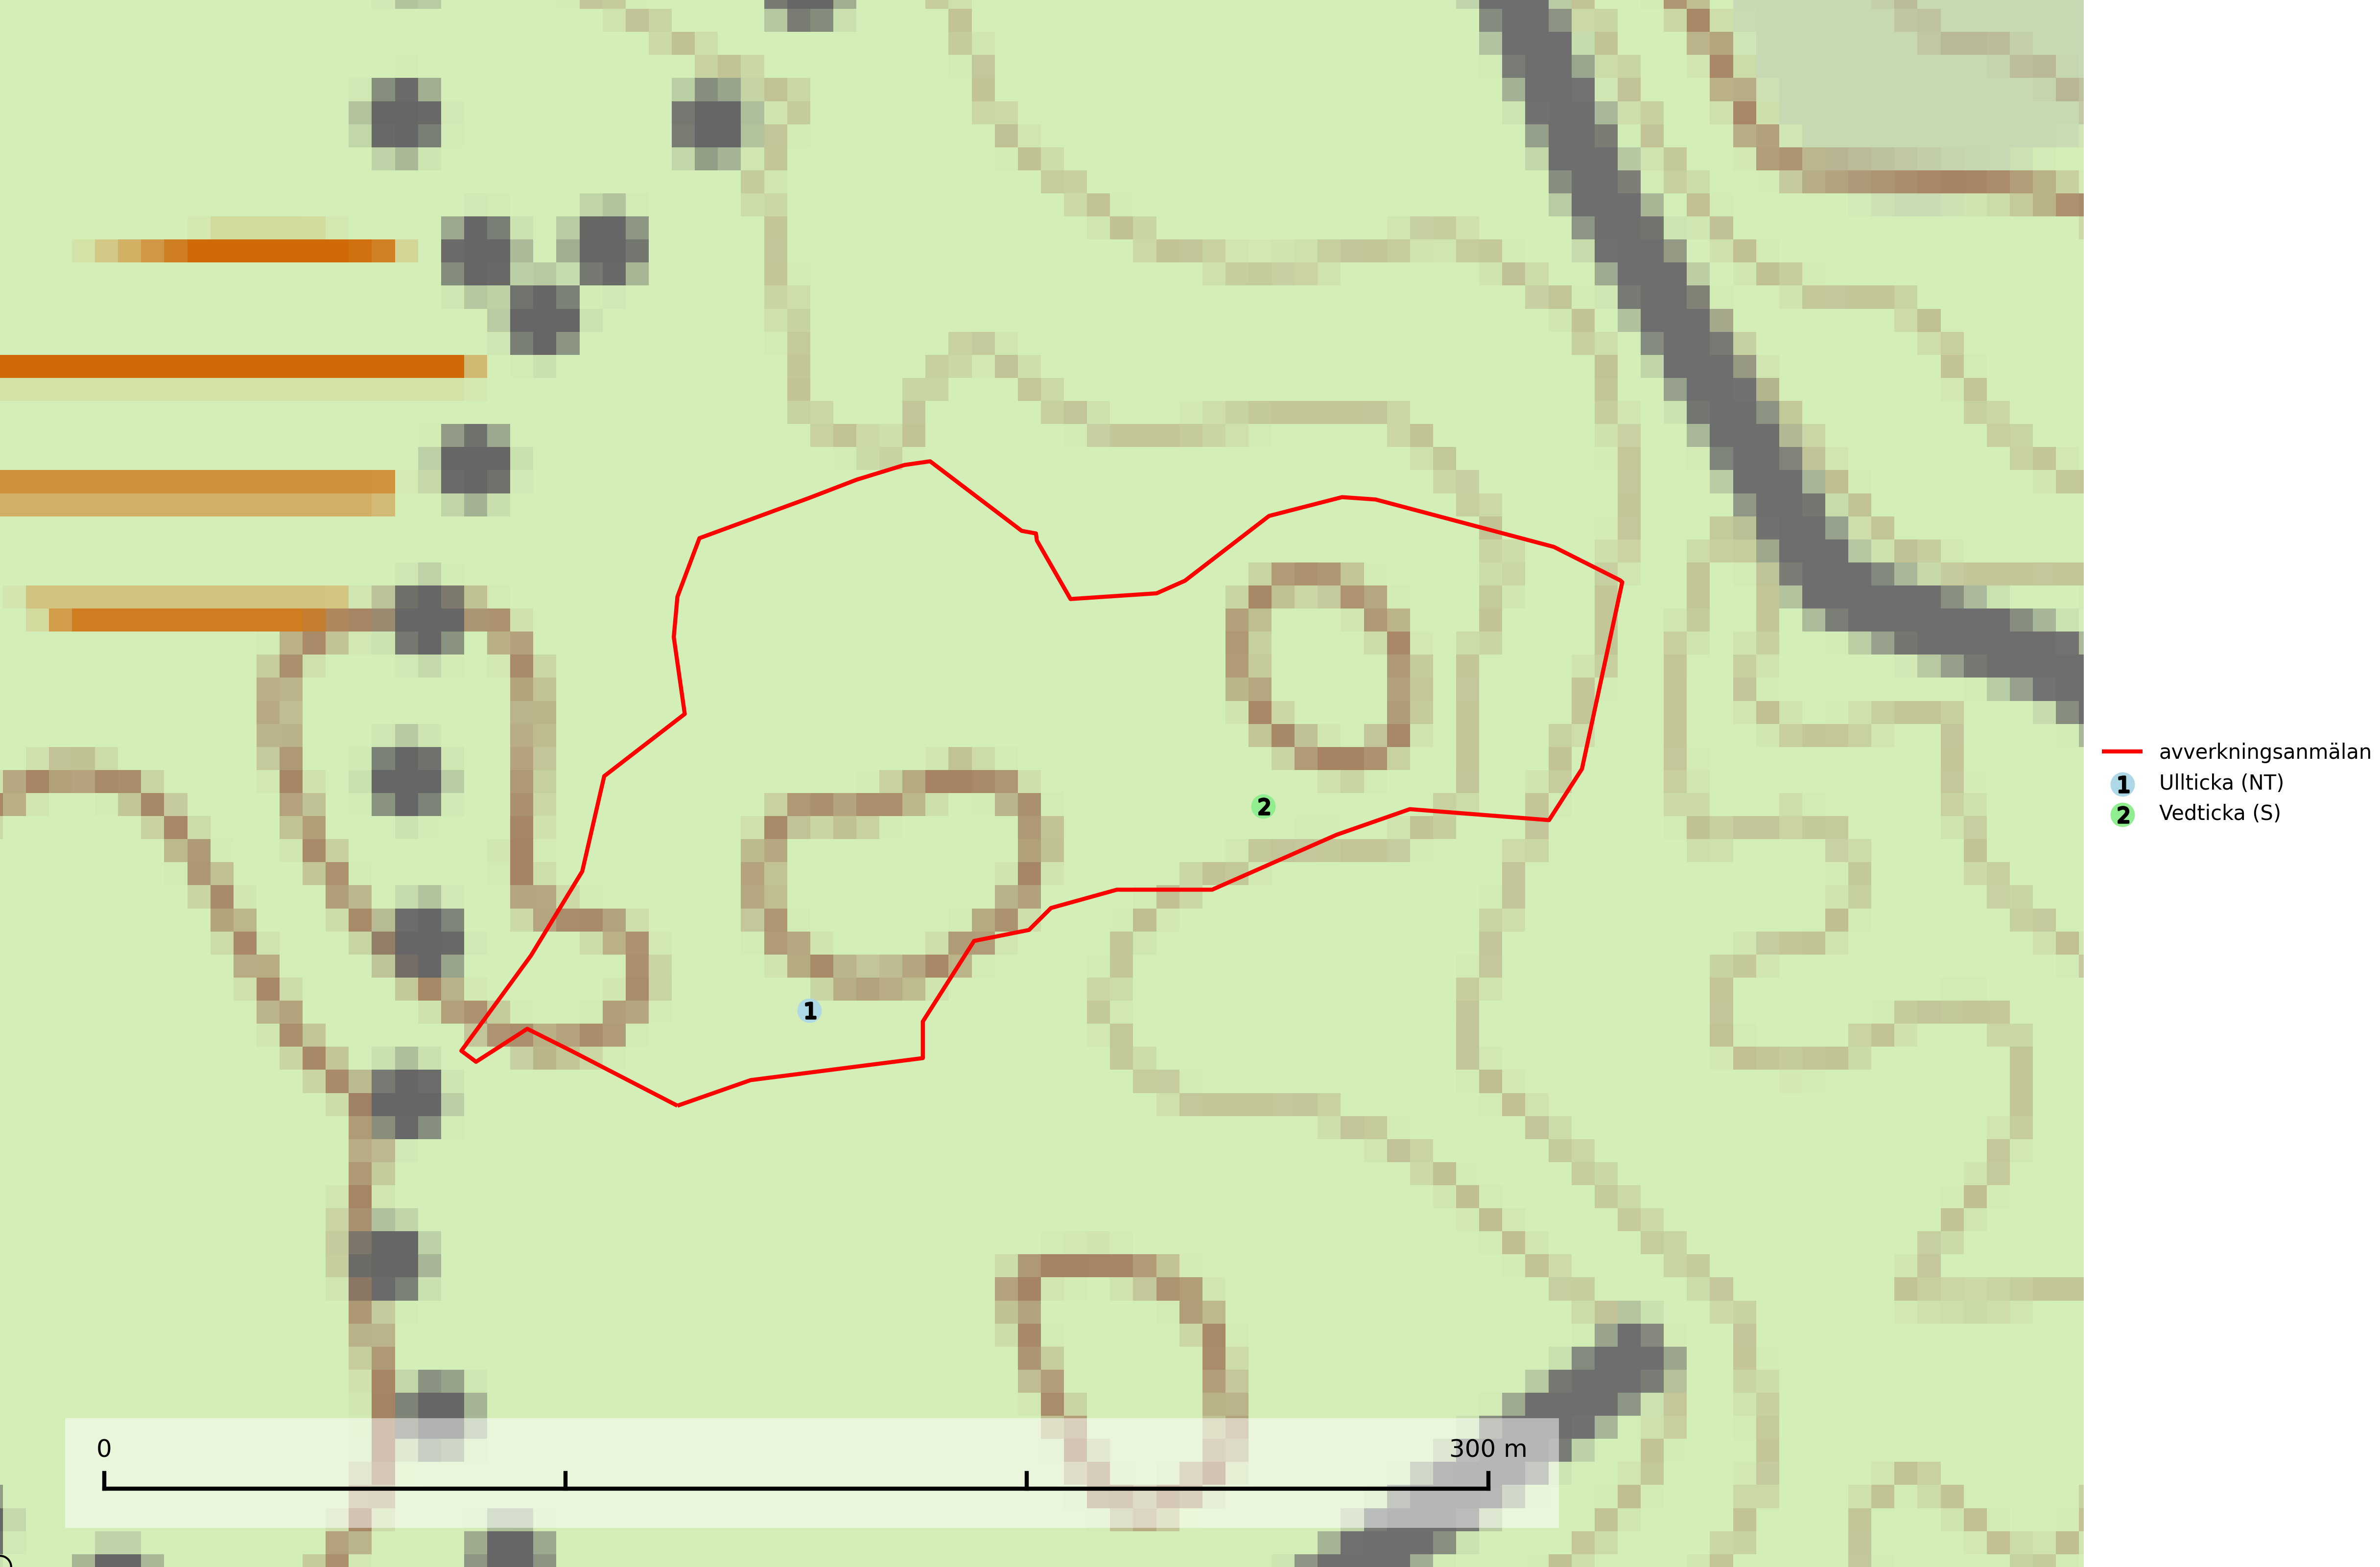 2
1
avverkningsanmälan
1 Ullticka (NT)
2 Vedticka (S)
0 300 m